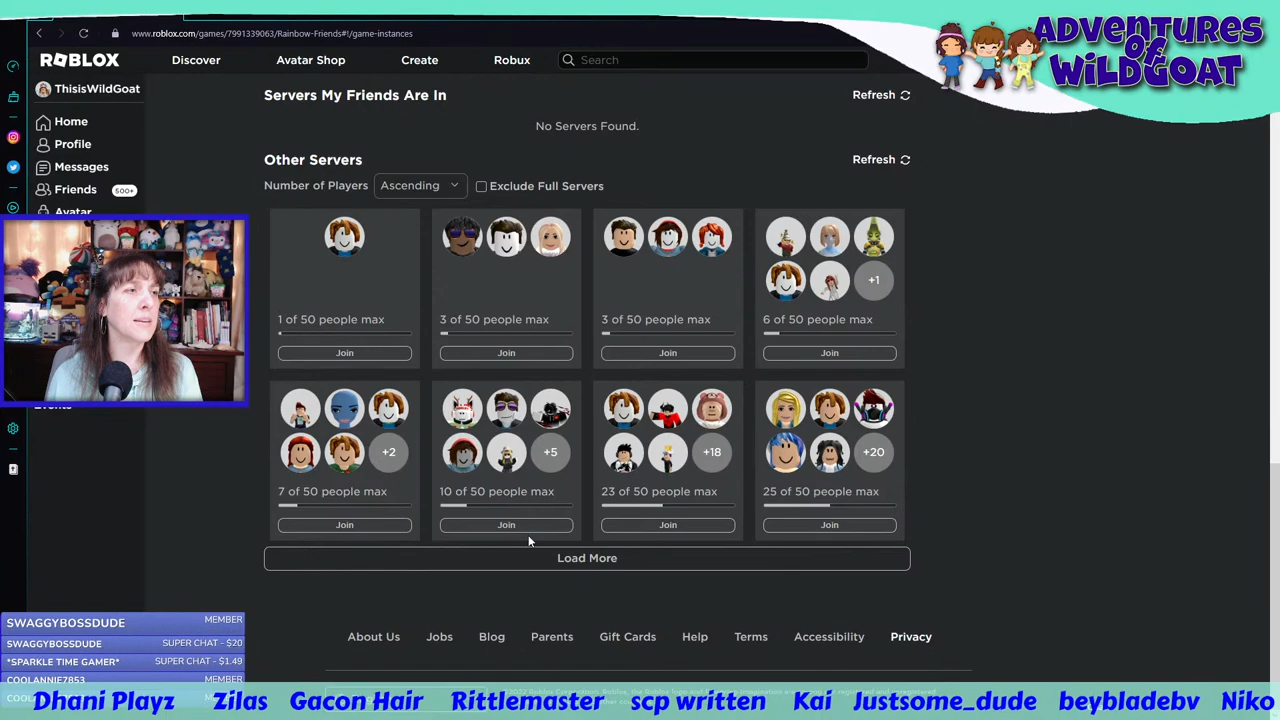 www.roblox.com/games/7991339063/Rainbow-Friends#!/game-instances
ADVENTURES
OF
WILDGOAT
ROBLOX
Discover
Avatar Shop
Create
Robux
Search
ThisisWildGoat
Home
Profile
Messages
Friends
500+
Avatar
Servers My Friends Are In
Refresh
No Servers Found.
Other Servers
Refresh
Number of Players
Ascending
Exclude Full Servers
+1
1 of 50 people max
3 of 50 people max
3 of 50 people max
6 of 50 people max
Join
Join
Join
Join
+2
+5
+18
+20
7 of 50 people max
10 of 50 people max
23 of 50 people max
25 of 50 people max
Join
Join
Join
Join
Load More
About Us
Jobs
Blog
Parents
Gift Cards
Help
Terms
Accessibility
Privacy
SWAGGYBOSSDUDE
MEMBER
SWAGGYBOSSDUDE
SUPER CHAT - $20
*SPARKLE TIME GAMER*
SUPER CHAT - $1.49
COOLANNIE7853
MEMBER
Dhani Playz Zilas Gacon Hair Rittlemaster scp written Kai Justsome_dude beybladebv Niko